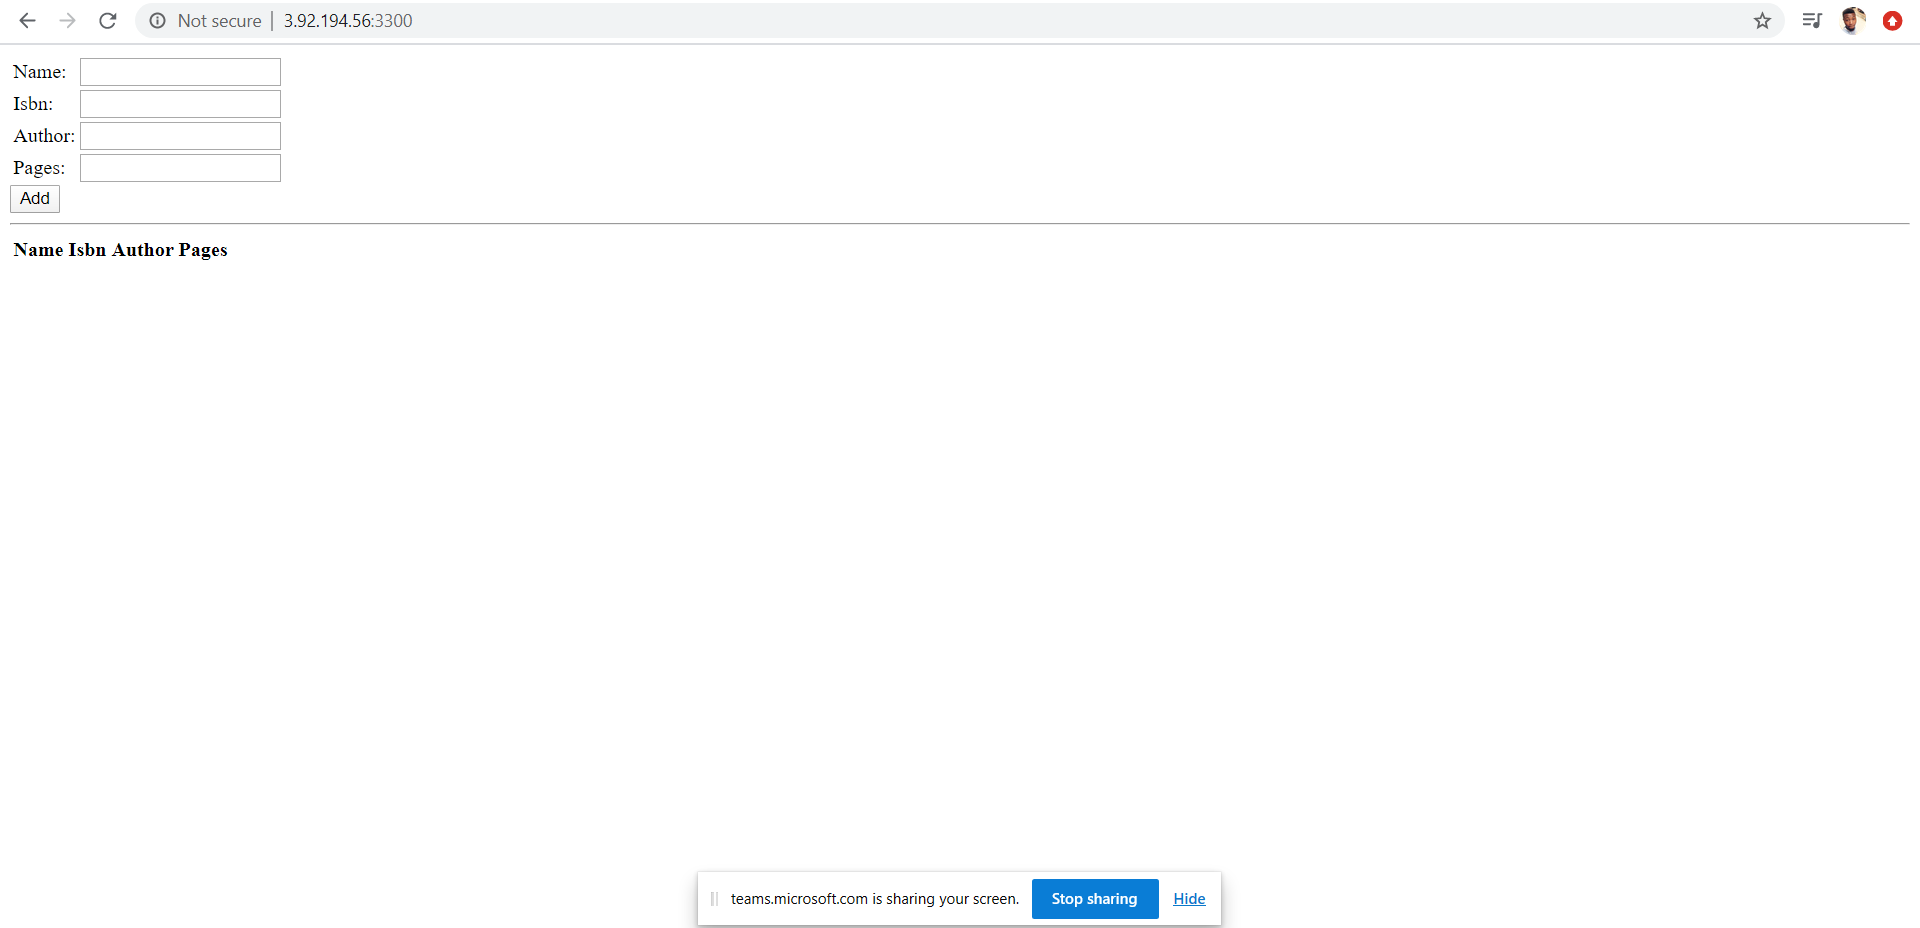 Not secure | 3.92.194.56:3300
Name:
Isbn:
Author:
Pages:
Add
Name Isbn Author Pages
teams.microsoft.com is sharing your screen. Stop sharing Hide